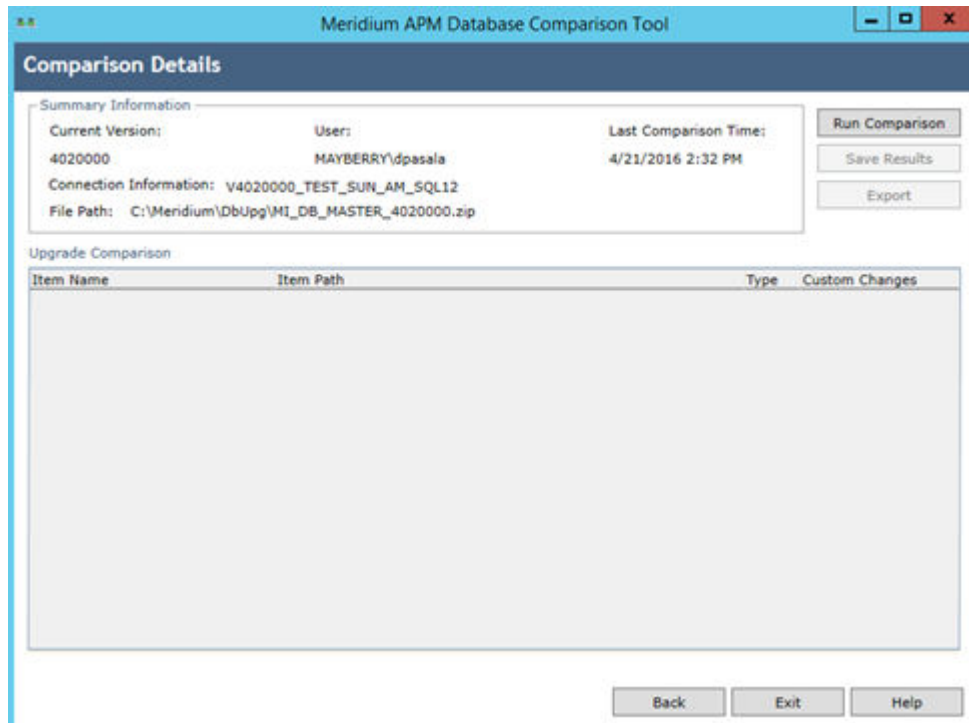 Meridium APM Database Comparison Tool
Comparison Details
Summary Information
Current Version: User: Last Comparison Time:
4020000 MAYBERRY\dpasala 4/21/2016 2:32 PM
Connection Information: V4020000_TEST_SUN_AM_SQL12
File Path: C:\Meridium\DbUpg\MI_DB_MASTER_4020000.zip
Run Comparison
Save Results
Export
Upgrade Comparison
Item Name Item Path Type Custom Changes
Back Exit Help